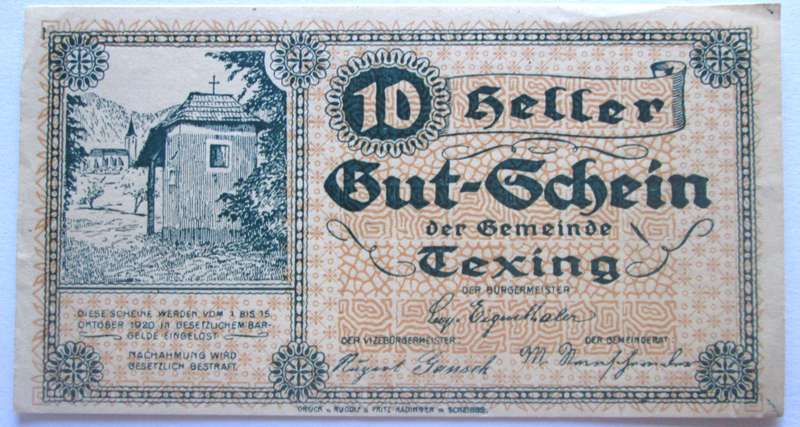 10 Heller
Gut-Schein
der Gemeinde
Texing
DER BÜRGERMEISTER:
DIESE SCHEINE WERDEN VOM 1. BIS 15.
OKTOBER 1920 IN GESETZLICHEM BAR-
GELDE EINGELÖST.
NACHAHMUNG WIRD
GESETZLICH BESTRAFT.
DER VIZEBÜRGERMEISTER:
DER GEMEINDERAT
August Gansch
DRUCK v. RUDOLF u. FRITZ RADINGER in SCHEIBBS.